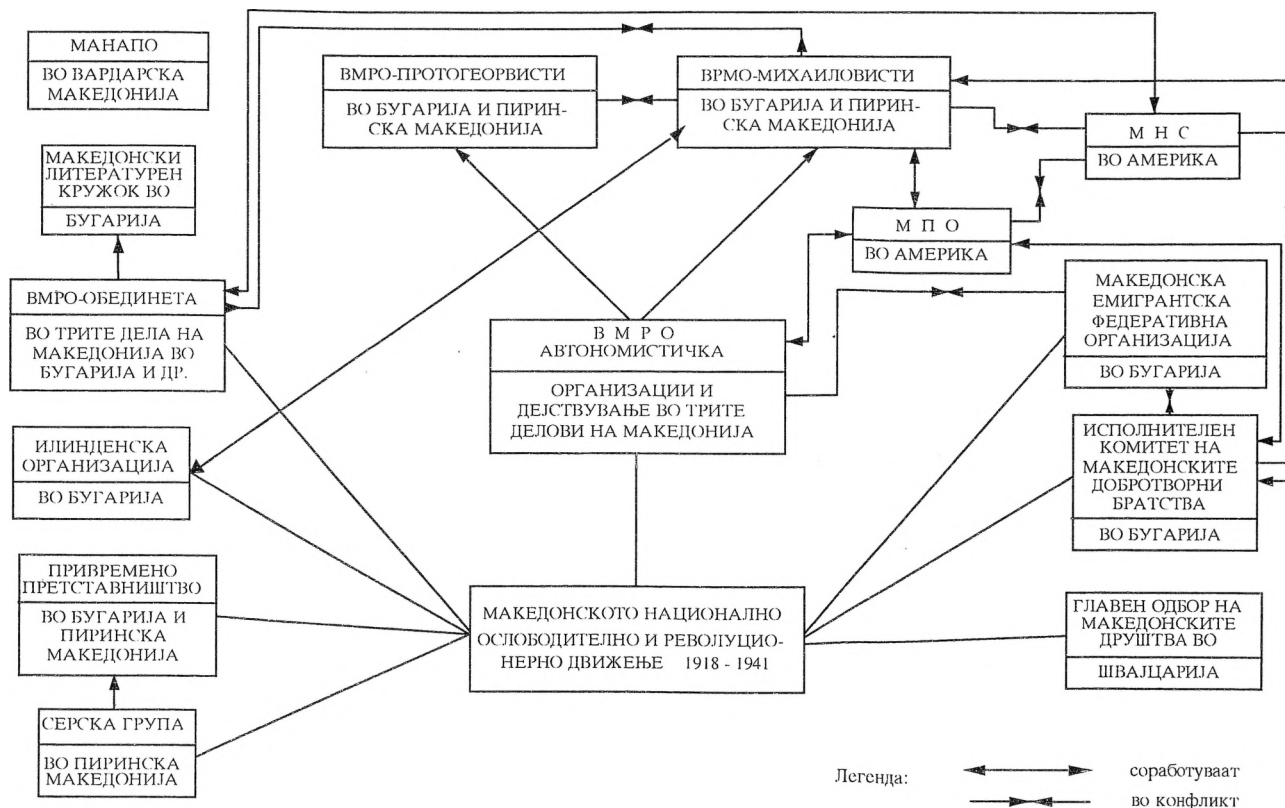 МАНАПО
ВО ВАРДАРСКА
МАКЕДОНИЈА
ВМРО-ПРОТОГЕОРВИСТИ
ВО БУГАРИЈА И ПИРИН-
СКА МАКЕДОНИЈА
ВРМО-МИХАИЛОВИСТИ
ВО БУГАРИЈА И ПИРИН-
СКА МАКЕДОНИЈА
М Н С
ВО АМЕРИКА
МАКЕДОНСКИ
ЛИТЕРАТУРЕН
КРУЖОК ВО
БУГАРИЈА
М П О
ВО АМЕРИКА
ВМРО-ОБЕДИНЕТА
ВО ТРИТЕ ДЕЛА НА
МАКЕДОНИЈА ВО
БУГАРИЈА И ДР.
В М Р О
АВТОНОМИСТИЧКА
ОРГАНИЗАЦИИ И
ДЕЈСТВУВАЊЕ ВО ТРИТЕ
ДЕЛОВИ НА МАКЕДОНИЈА
МАКЕДОНСКА
ЕМИГРАНТСКА
ФЕДЕРАТИВНА
ОРГАНИЗАЦИЈА
ВО БУГАРИЈА
ИЛИНДЕНСКА
ОРГАНИЗАЦИЈА
ВО БУГАРИЈА
ИСПОЛНИТЕЛЕН
КОМИТЕТ НА
МАКЕДОНСКИТЕ
ДОБРОТВОРНИ
БРАТСТВА
ВО БУГАРИЈА
ПРИВРЕМЕНО
ПРЕТСТАВНИШТВО
ВО БУГАРИЈА И
ПИРИНСКА
МАКЕДОНИЈА
МАКЕДОНСКОТО НАЦИОНАЛНО
ОСЛОБОДИТЕЛНО И РЕВОЛУЦИО-
НЕРНО ДВИЖЕЊЕ 1918 - 1941
ГЛАВЕН ОДБОР НА
МАКЕДОНСКИТЕ
ДРУШТВА ВО
ШВАЈЦАРИЈА
СЕРСКА ГРУПА
ВО ПИРИНСКА
МАКЕДОНИЈА
Легенда:
соработуваат
во конфликт